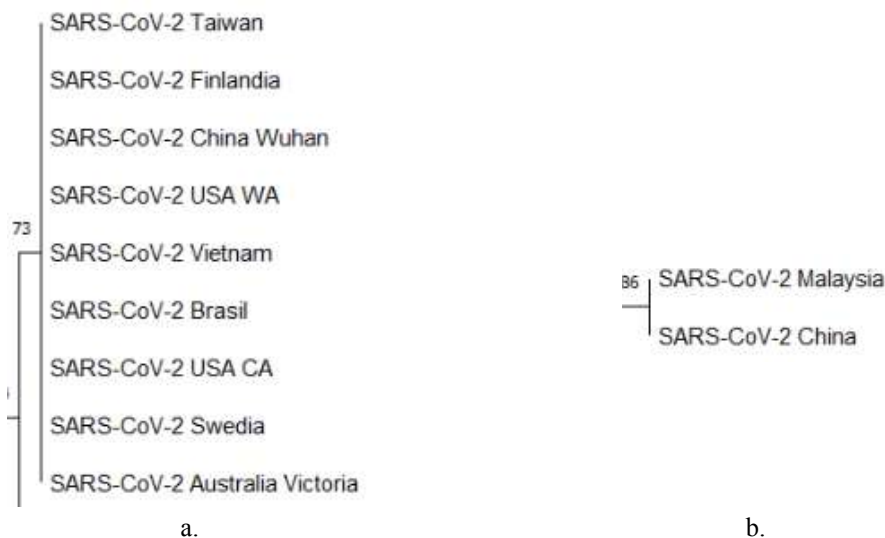 SARS-CoV-2 Taiwan
SARS-CoV-2 Finlandia
SARS-CoV-2 China Wuhan
SARS-CoV-2 USA WA
73
SARS-CoV-2 Vietnam
SARS-CoV-2 Brasil
SARS-CoV-2 USA CA
SARS-CoV-2 Swedia
SARS-CoV-2 Australia Victoria
a.
86 SARS-CoV-2 Malaysia
SARS-CoV-2 China
b.